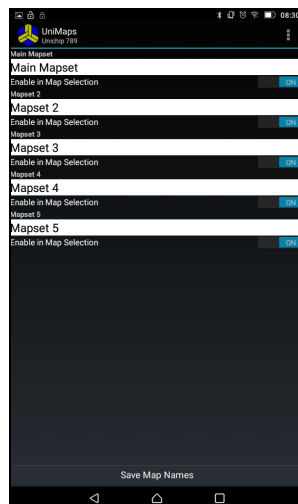 08:30
UniMaps
Unichip 789
Main Mapset
Main Mapset
Enable in Map Selection ON
Mapset 2
Mapset 2
Enable in Map Selection ON
Mapset 3
Mapset 3
Enable in Map Selection ON
Mapset 4
Mapset 4
Enable in Map Selection ON
Mapset 5
Mapset 5
Enable in Map Selection ON
Save Map Names